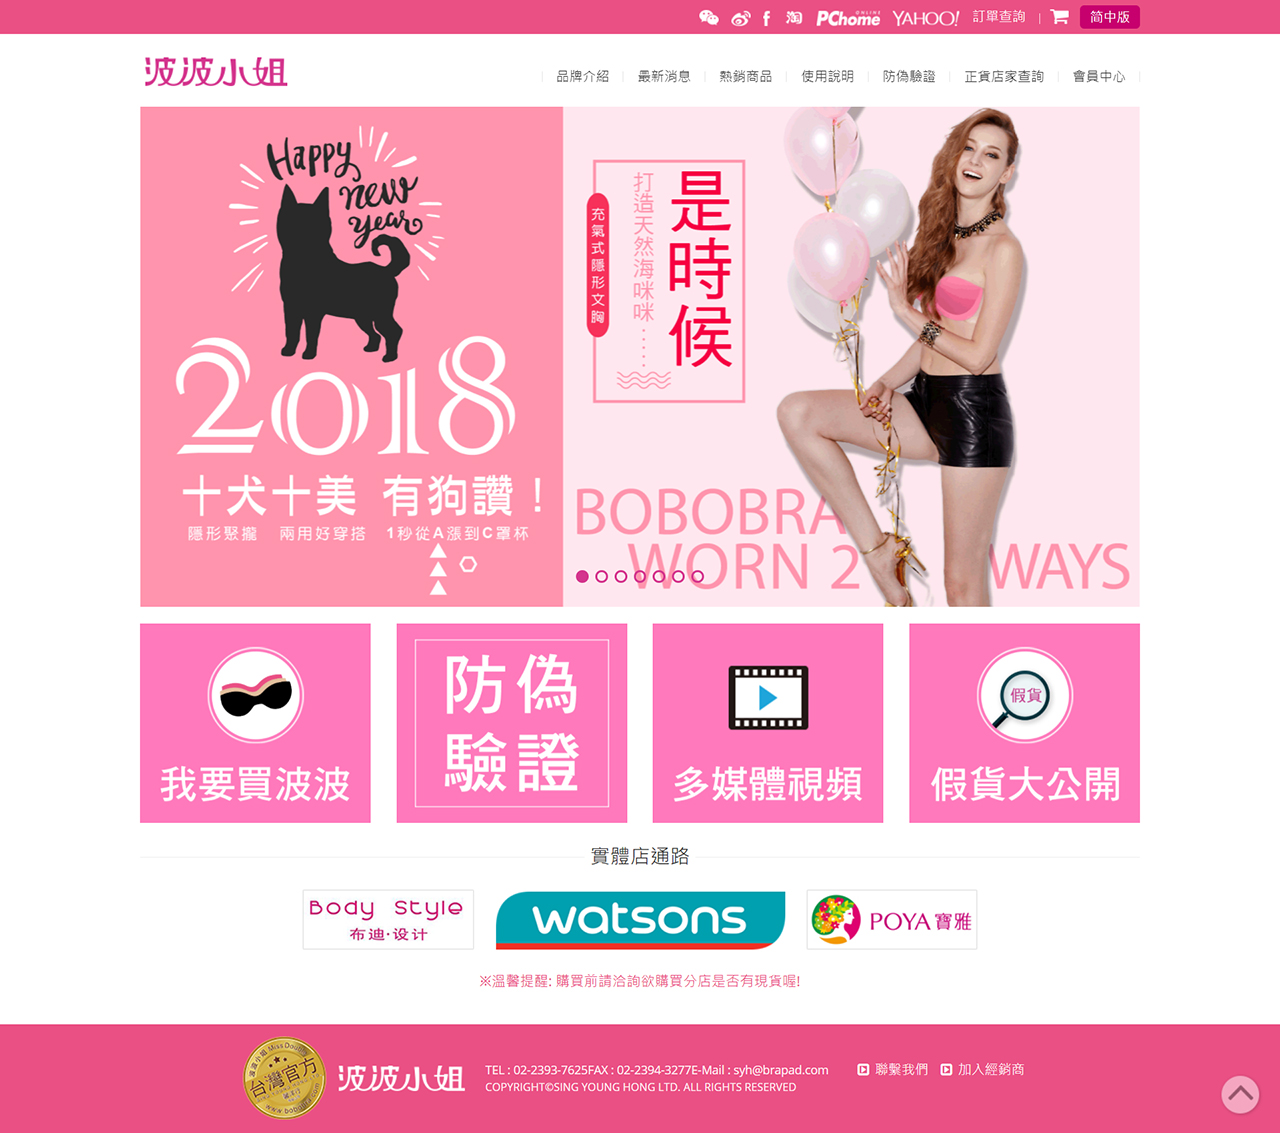 淘 PChome ONLINE YAHOO! 訂單查詢 | 简中版
波波小姐
品牌介紹 最新消息 熱銷商品 使用說明 防偽驗證 正貨店家查詢 會員中心
Happy
new
year
2018
十犬十美 有狗讚！
隱形聚攏 兩用好穿搭 1秒從A漲到C罩杯
是時候
打造天然海咪咪......
充氣式隱形文胸
BOBOBRA
WORN 2 WAYS
我要買波波
防偽
驗證
多媒體視頻
假貨
假貨大公開
實體店通路
Body Style
布迪·设计
watsons
POYA 寶雅
※溫馨提醒: 購買前請洽詢欲購買分店是否有現貨喔!
波波小姐 Miss Double
台灣官方
波波小姐
TEL : 02-2393-7625FAX : 02-2394-3277E-Mail : syh@brapad.com
COPYRIGHT©SING YOUNG HONG LTD. ALL RIGHTS RESERVED
聯繫我們 加入經銷商